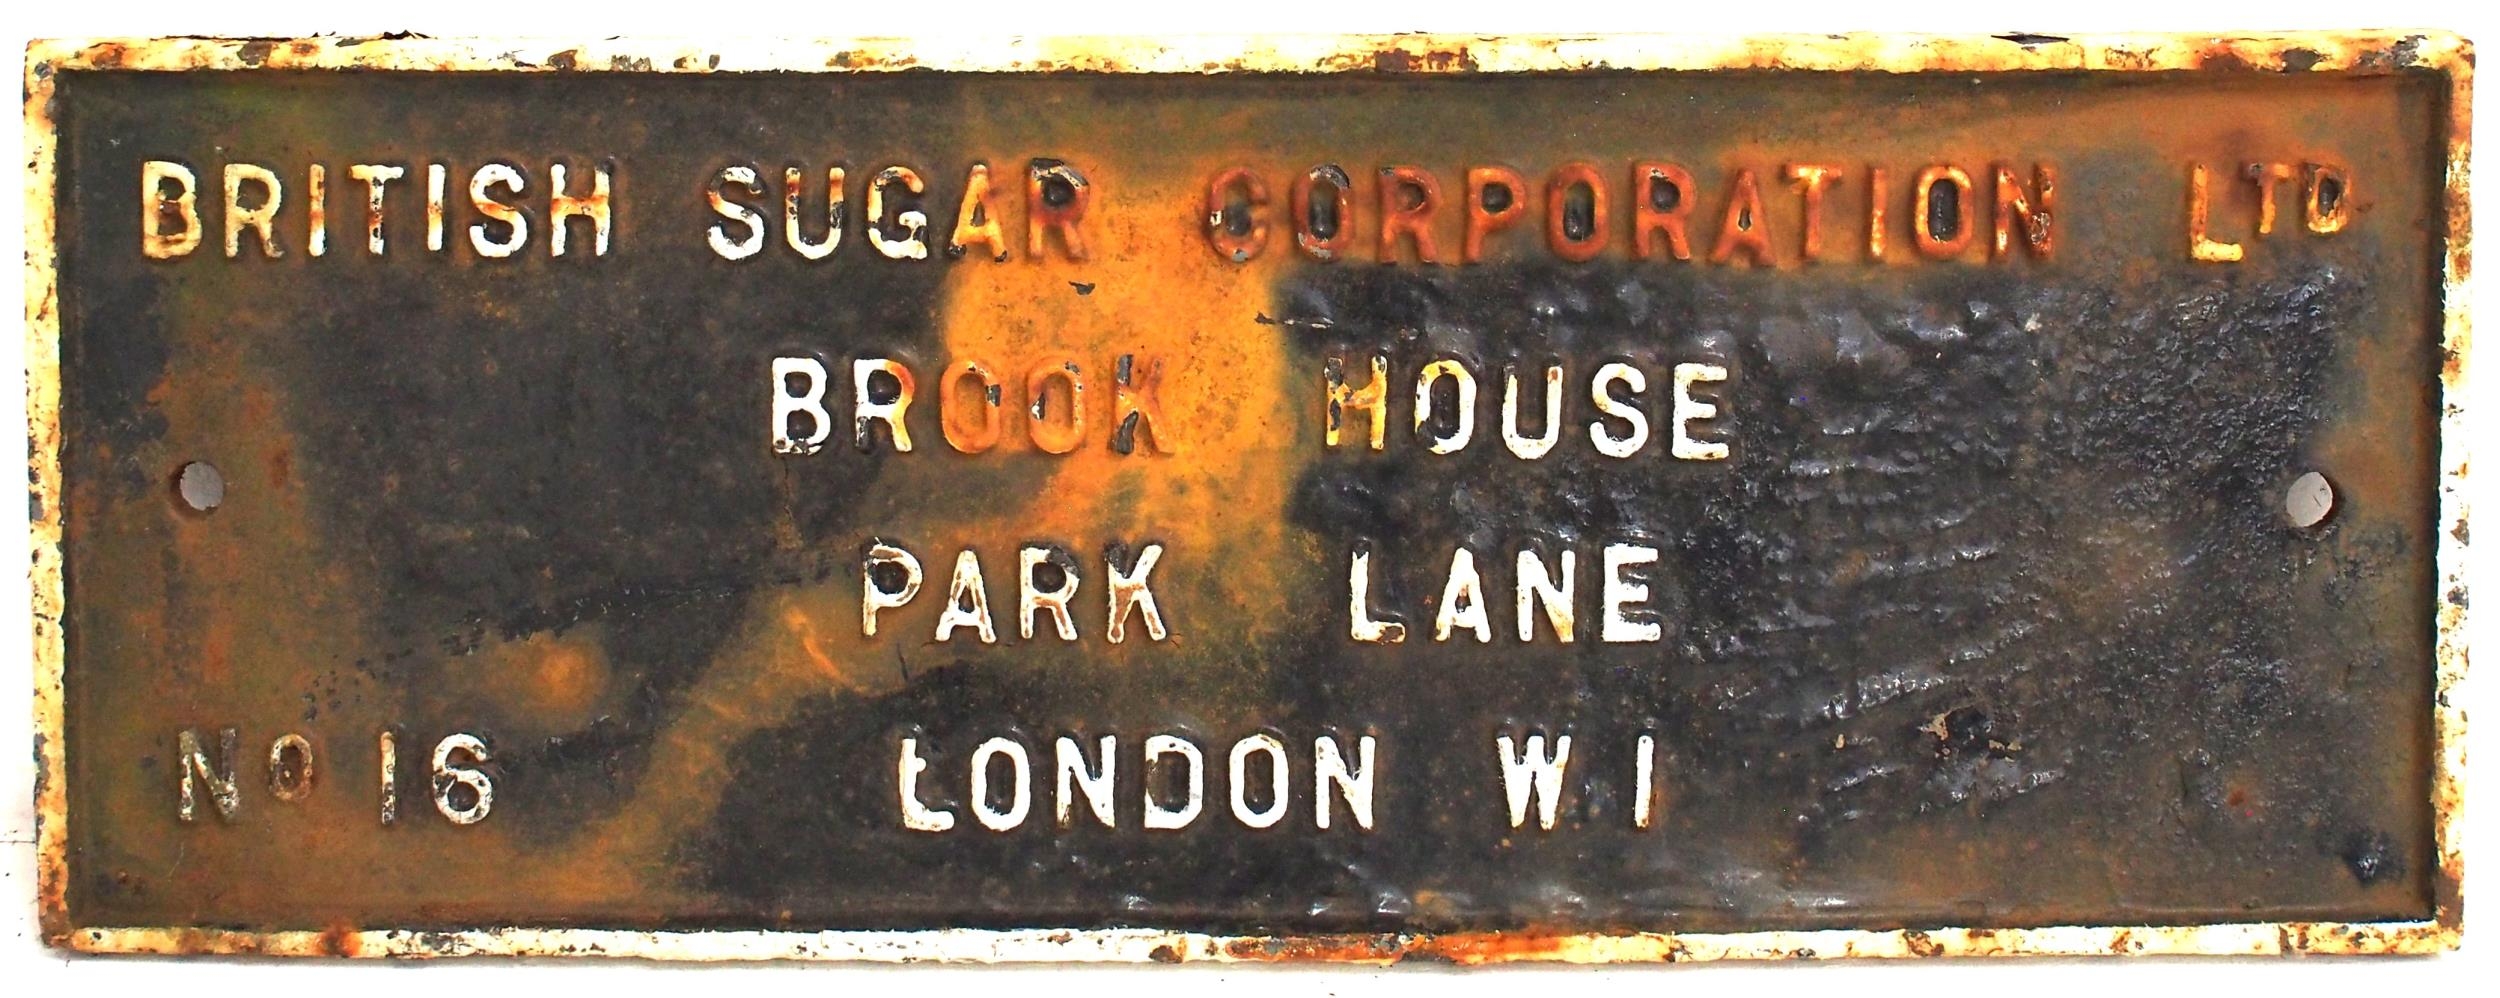 BRITISH SUGAR CORPORATION LTD
BROOK HOUSE
PARK LANE
No 16 LONDON W1